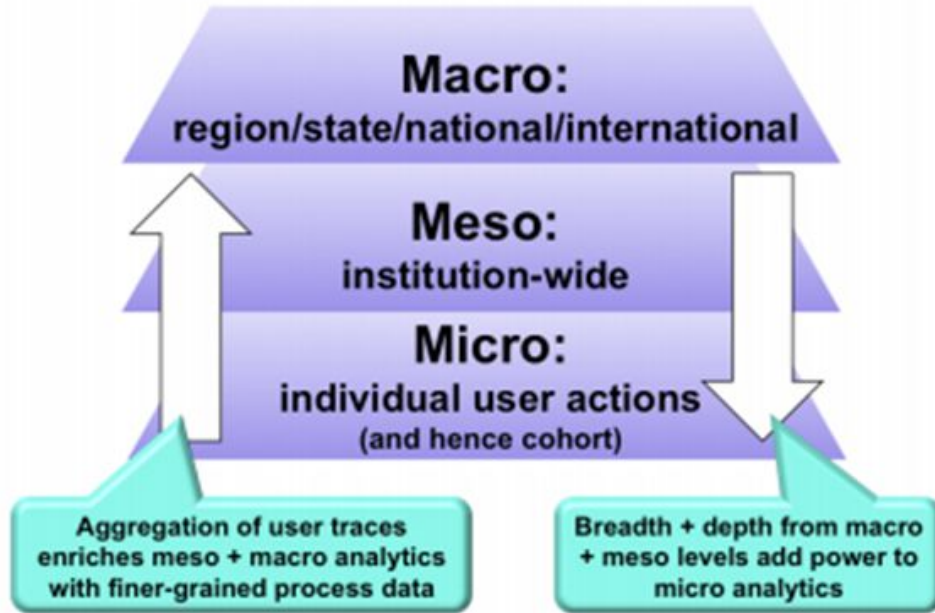 Macro:
region/state/national/international
Meso:
institution-wide
Micro:
individual user actions
(and hence cohort)
Aggregation of user traces
enriches meso + macro analytics
with finer-grained process data
Breadth + depth from macro
+ meso levels add power to
micro analytics